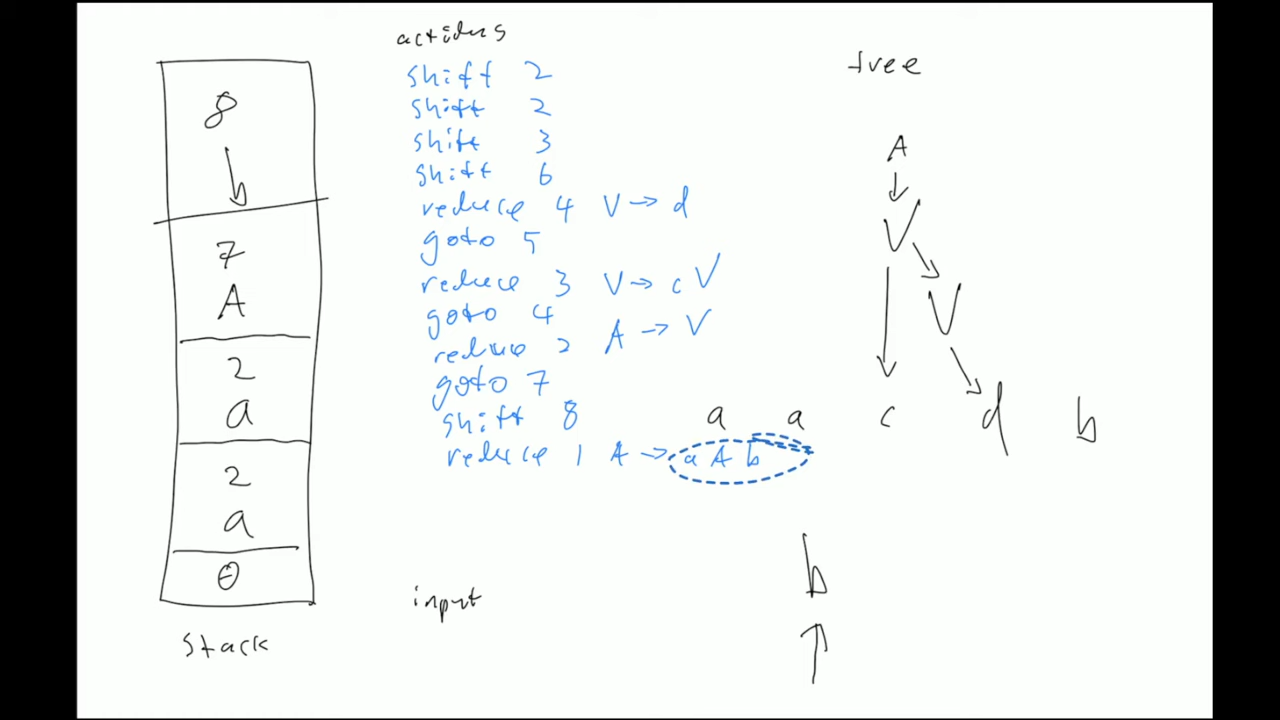 actions
shift 2
shift 2
shift 3
shift 6
reduce 4 V → d
goto 5
reduce 3 V → c V
goto 4
reduce 2 A → V
goto 7
shift 8
reduce 1 A → a A b
input
b
8
b
7
A
2
a
2
a
0
stack
tree
A
V
V
a a c d b